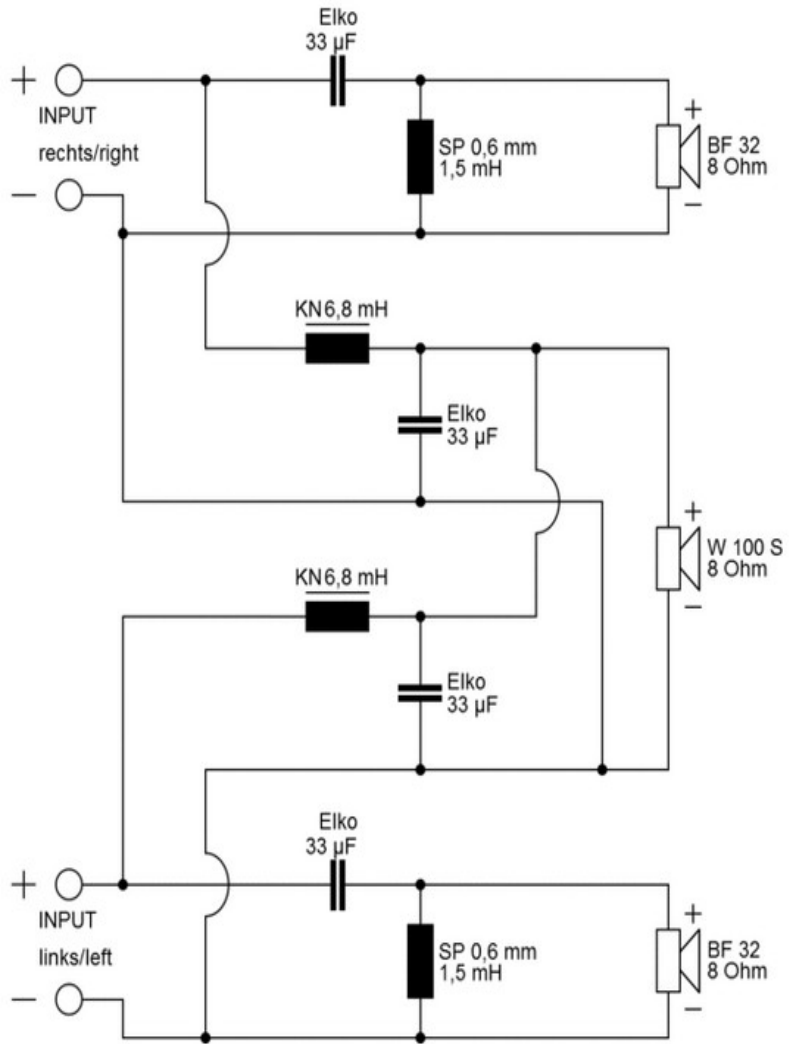 Elko
33 µF
+
INPUT
rechts/right
−
SP 0,6 mm
1,5 mH
+
BF 32
8 Ohm
−
KN6,8 mH
Elko
33 µF
+
W 100 S
8 Ohm
−
KN6,8 mH
Elko
33 µF
Elko
33 µF
+
INPUT
links/left
−
SP 0,6 mm
1,5 mH
+
BF 32
8 Ohm
−